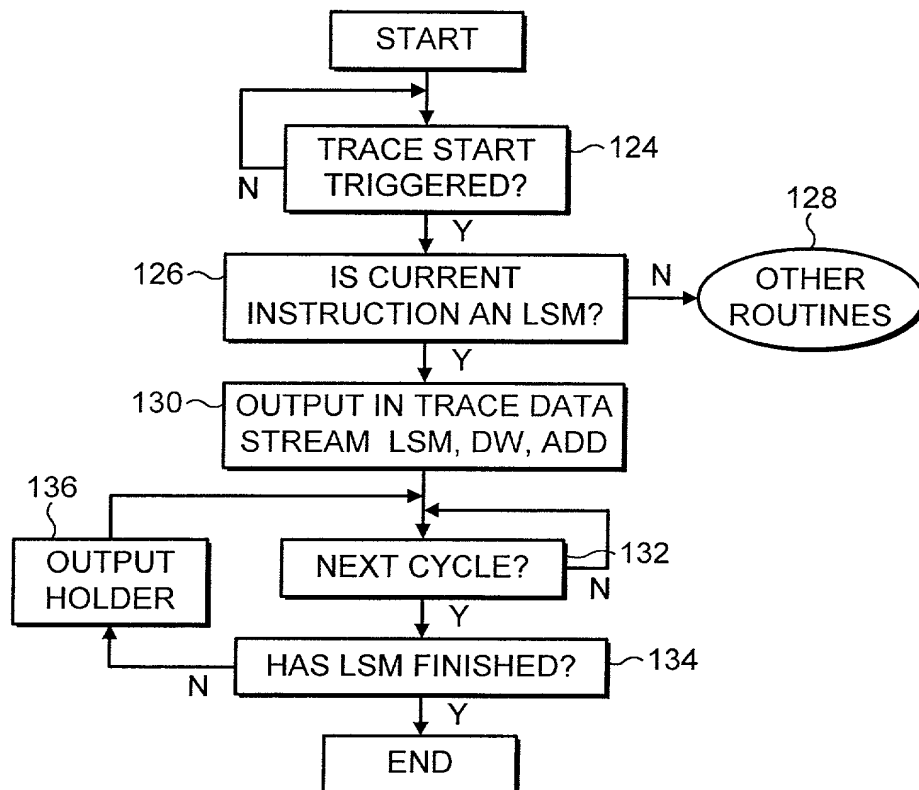 START
TRACE START
TRIGGERED?
124
N
Y
128
126
IS CURRENT
INSTRUCTION AN LSM?
N
OTHER
ROUTINES
Y
130
OUTPUT IN TRACE DATA
STREAM LSM, DW, ADD
136
OUTPUT
HOLDER
NEXT CYCLE?
132
N
Y
HAS LSM FINISHED?
134
N
Y
END